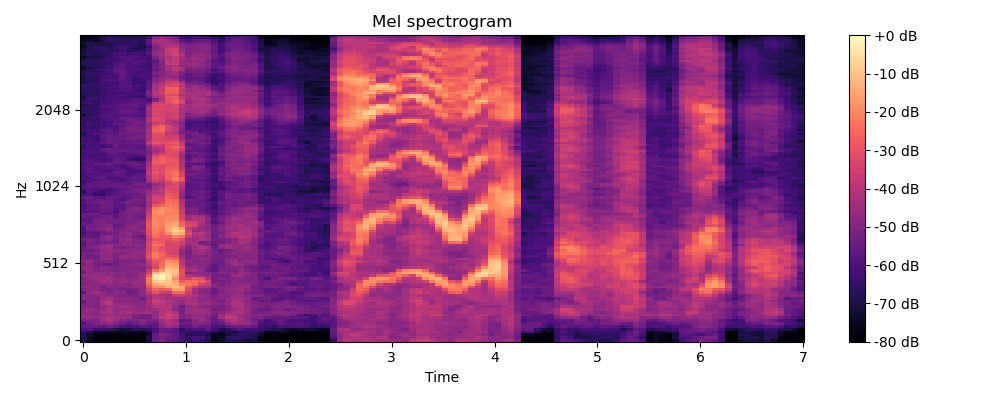 Mel spectrogram
Hz
2048
1024
512
0
0 1 2 3 4 5 6 7
Time
+0 dB
-10 dB
-20 dB
-30 dB
-40 dB
-50 dB
-60 dB
-70 dB
-80 dB